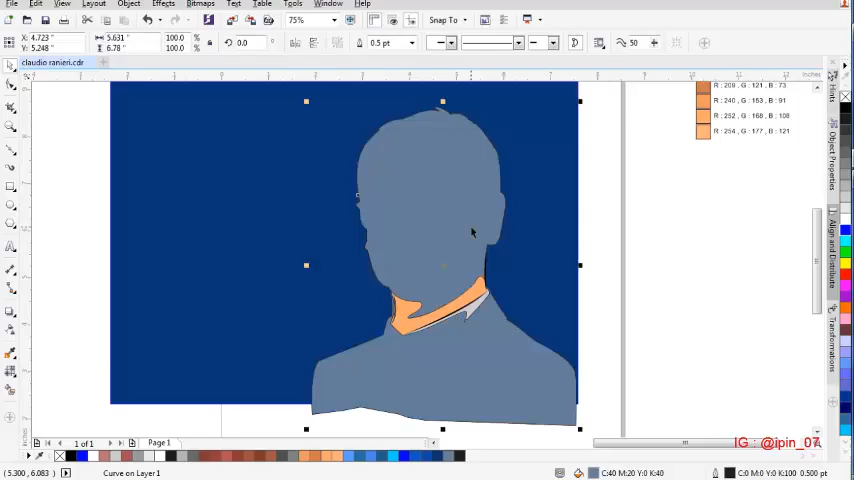 Edit View Layout Object Effects Bitmaps Text Table Tools Window Help
75% Snap To
X: 4.723 " 5.631 " 100.0 % 0.0 ° 0.5 pt 50
Y: 5.248 " 6.78 " 100.0 %
claudio ranieri.cdr
inches
R : 209 , G : 121 , B : 73
R : 240 , G : 153 , B : 91
R : 252 , G : 168 , B : 108
R : 254 , G : 177 , B : 121
Hints
Object Properties
Align and Distribute
Transformations
1 of 1 Page 1
IG : @ipin_07
(5.300, 6.083) Curve on Layer 1 C:40 M:20 Y:0 K:40 C:0 M:0 Y:0 K:100 0.500 pt